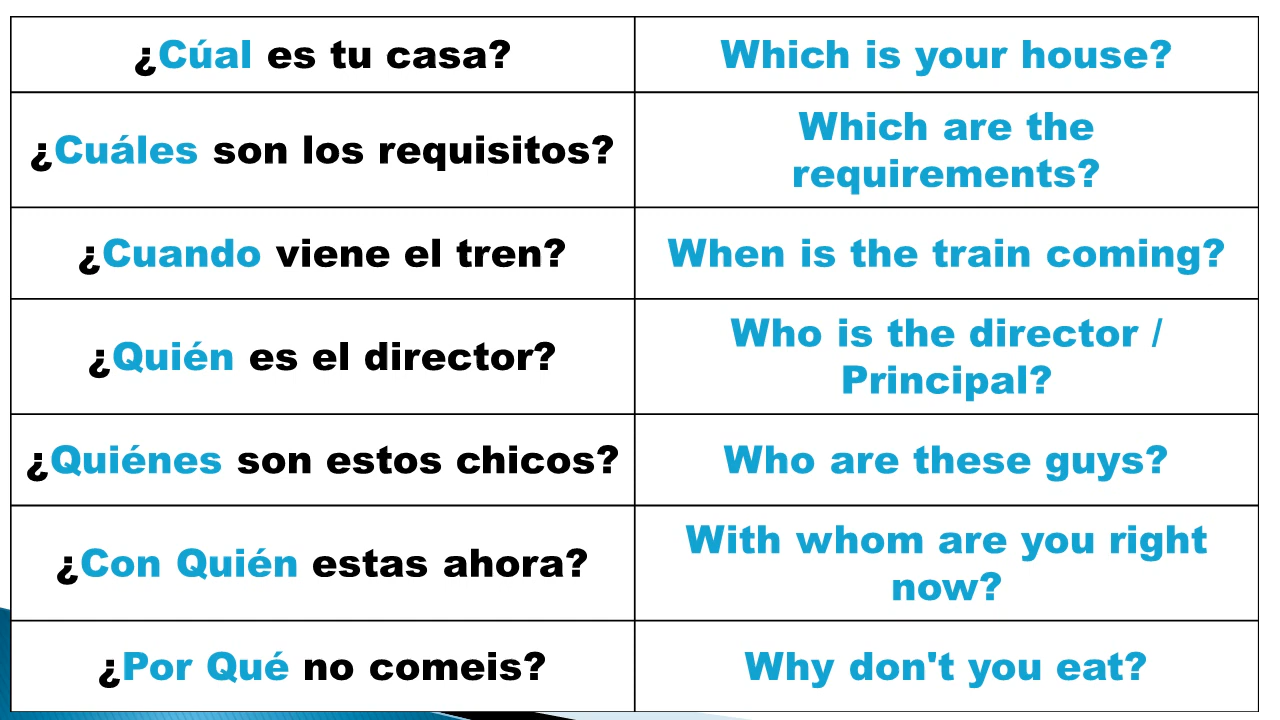 ¿Cúal es tu casa?
Which is your house?
¿Cuáles son los requisitos?
Which are the
requirements?
¿Cuando viene el tren?
When is the train coming?
¿Quién es el director?
Who is the director /
Principal?
¿Quiénes son estos chicos?
Who are these guys?
¿Con Quién estas ahora?
With whom are you right
now?
¿Por Qué no comeis?
Why don't you eat?